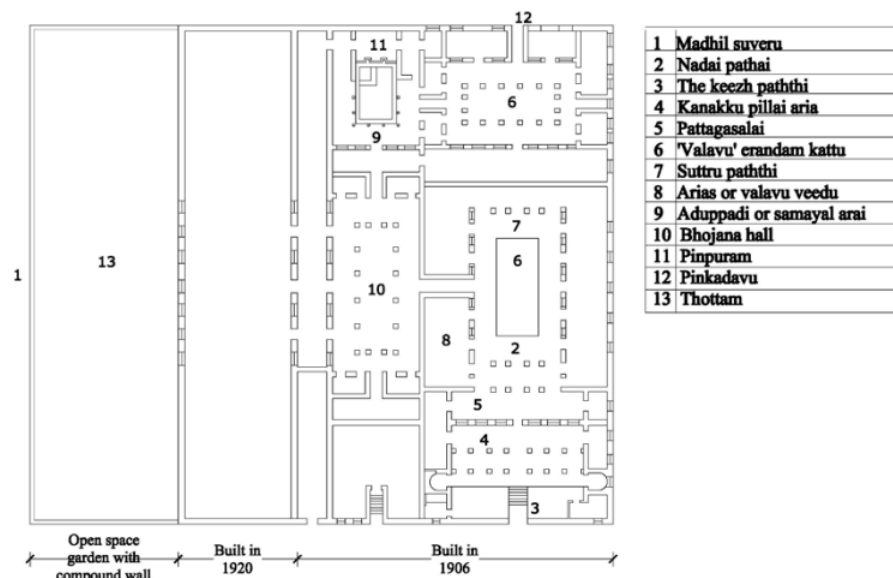 12
11
6
9
7
6
1
13
10
8
2
5
4
3
Open space
garden with
compound wall
Built in
1920
Built in
1906
1 Madhil suveru
2 Nadai pathai
3 The keezh paththi
4 Kanakku pillai aria
5 Pattagasalai
6 'Valavu' erandam kattu
7 Suttru paththi
8 Arias or valavu veedu
9 Aduppadi or samayal arai
10 Bhojana hall
11 Pinpuram
12 Pinkadavu
13 Thottam